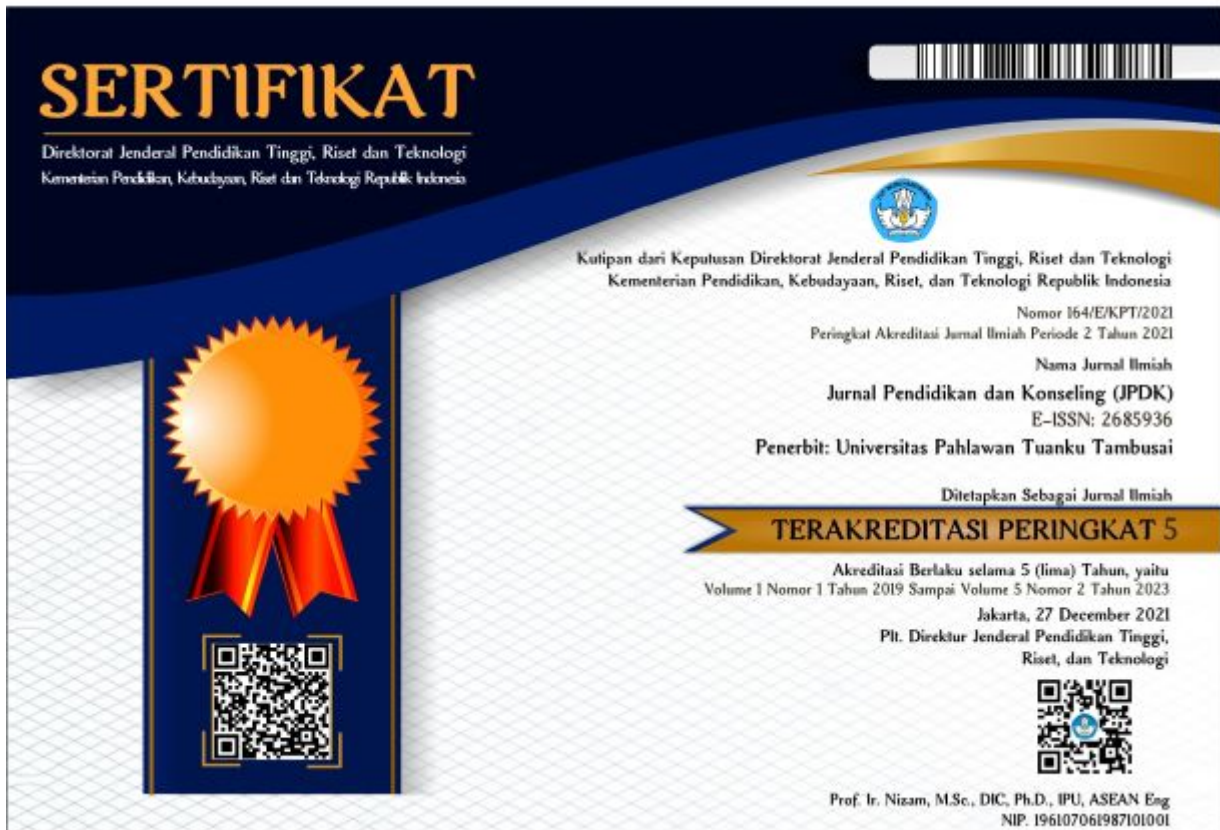 SERTIFIKAT
Direktorat Jenderal Pendidikan Tinggi, Riset dan Teknologi
Kementerian Pendidikan, Kebudayaan, Riset dan Teknologi Republik Indonesia
Kutipan dari Keputusan Direktorat Jenderal Pendidikan Tinggi, Riset dan Teknologi
Kementerian Pendidikan, Kebudayaan, Riset, dan Teknologi Republik Indonesia
Nomor 164/E/KPT/2021
Peringkat Akreditasi Jurnal Ilmiah Periode 2 Tahun 2021
Nama Jurnal Ilmiah
Jurnal Pendidikan dan Konseling (JPDK)
E-ISSN: 2685936
Penerbit: Universitas Pahlawan Tuanku Tambusai
Ditetapkan Sebagai Jurnal Ilmiah
TERAKREDITASI PERINGKAT 5
Akreditasi Berlaku selama 5 (lima) Tahun, yaitu
Volume 1 Nomor 1 Tahun 2019 Sampai Volume 5 Nomor 2 Tahun 2023
Jakarta, 27 December 2021
Plt. Direktur Jenderal Pendidikan Tinggi,
Riset, dan Teknologi
Prof. Ir. Nizam, M.Sc., DIC, Ph.D., IPU, ASEAN Eng
NIP. 196107061987101001